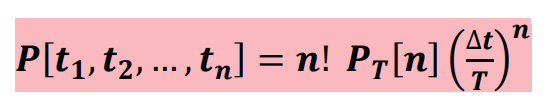 P[t₁, t₂, …, tₙ] = n! P_T[n] (Δt/T)ⁿ